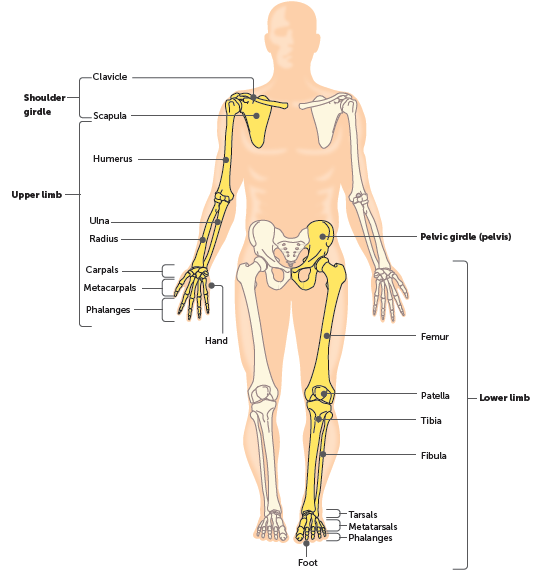 Clavicle
Shoulder
girdle
Scapula
Humerus
Upper limb
Ulna
Radius
Carpals
Metacarpals
Phalanges
Hand
Pelvic girdle (pelvis)
Femur
Patella
Lower limb
Tibia
Fibula
Tarsals
Metatarsals
Phalanges
Foot